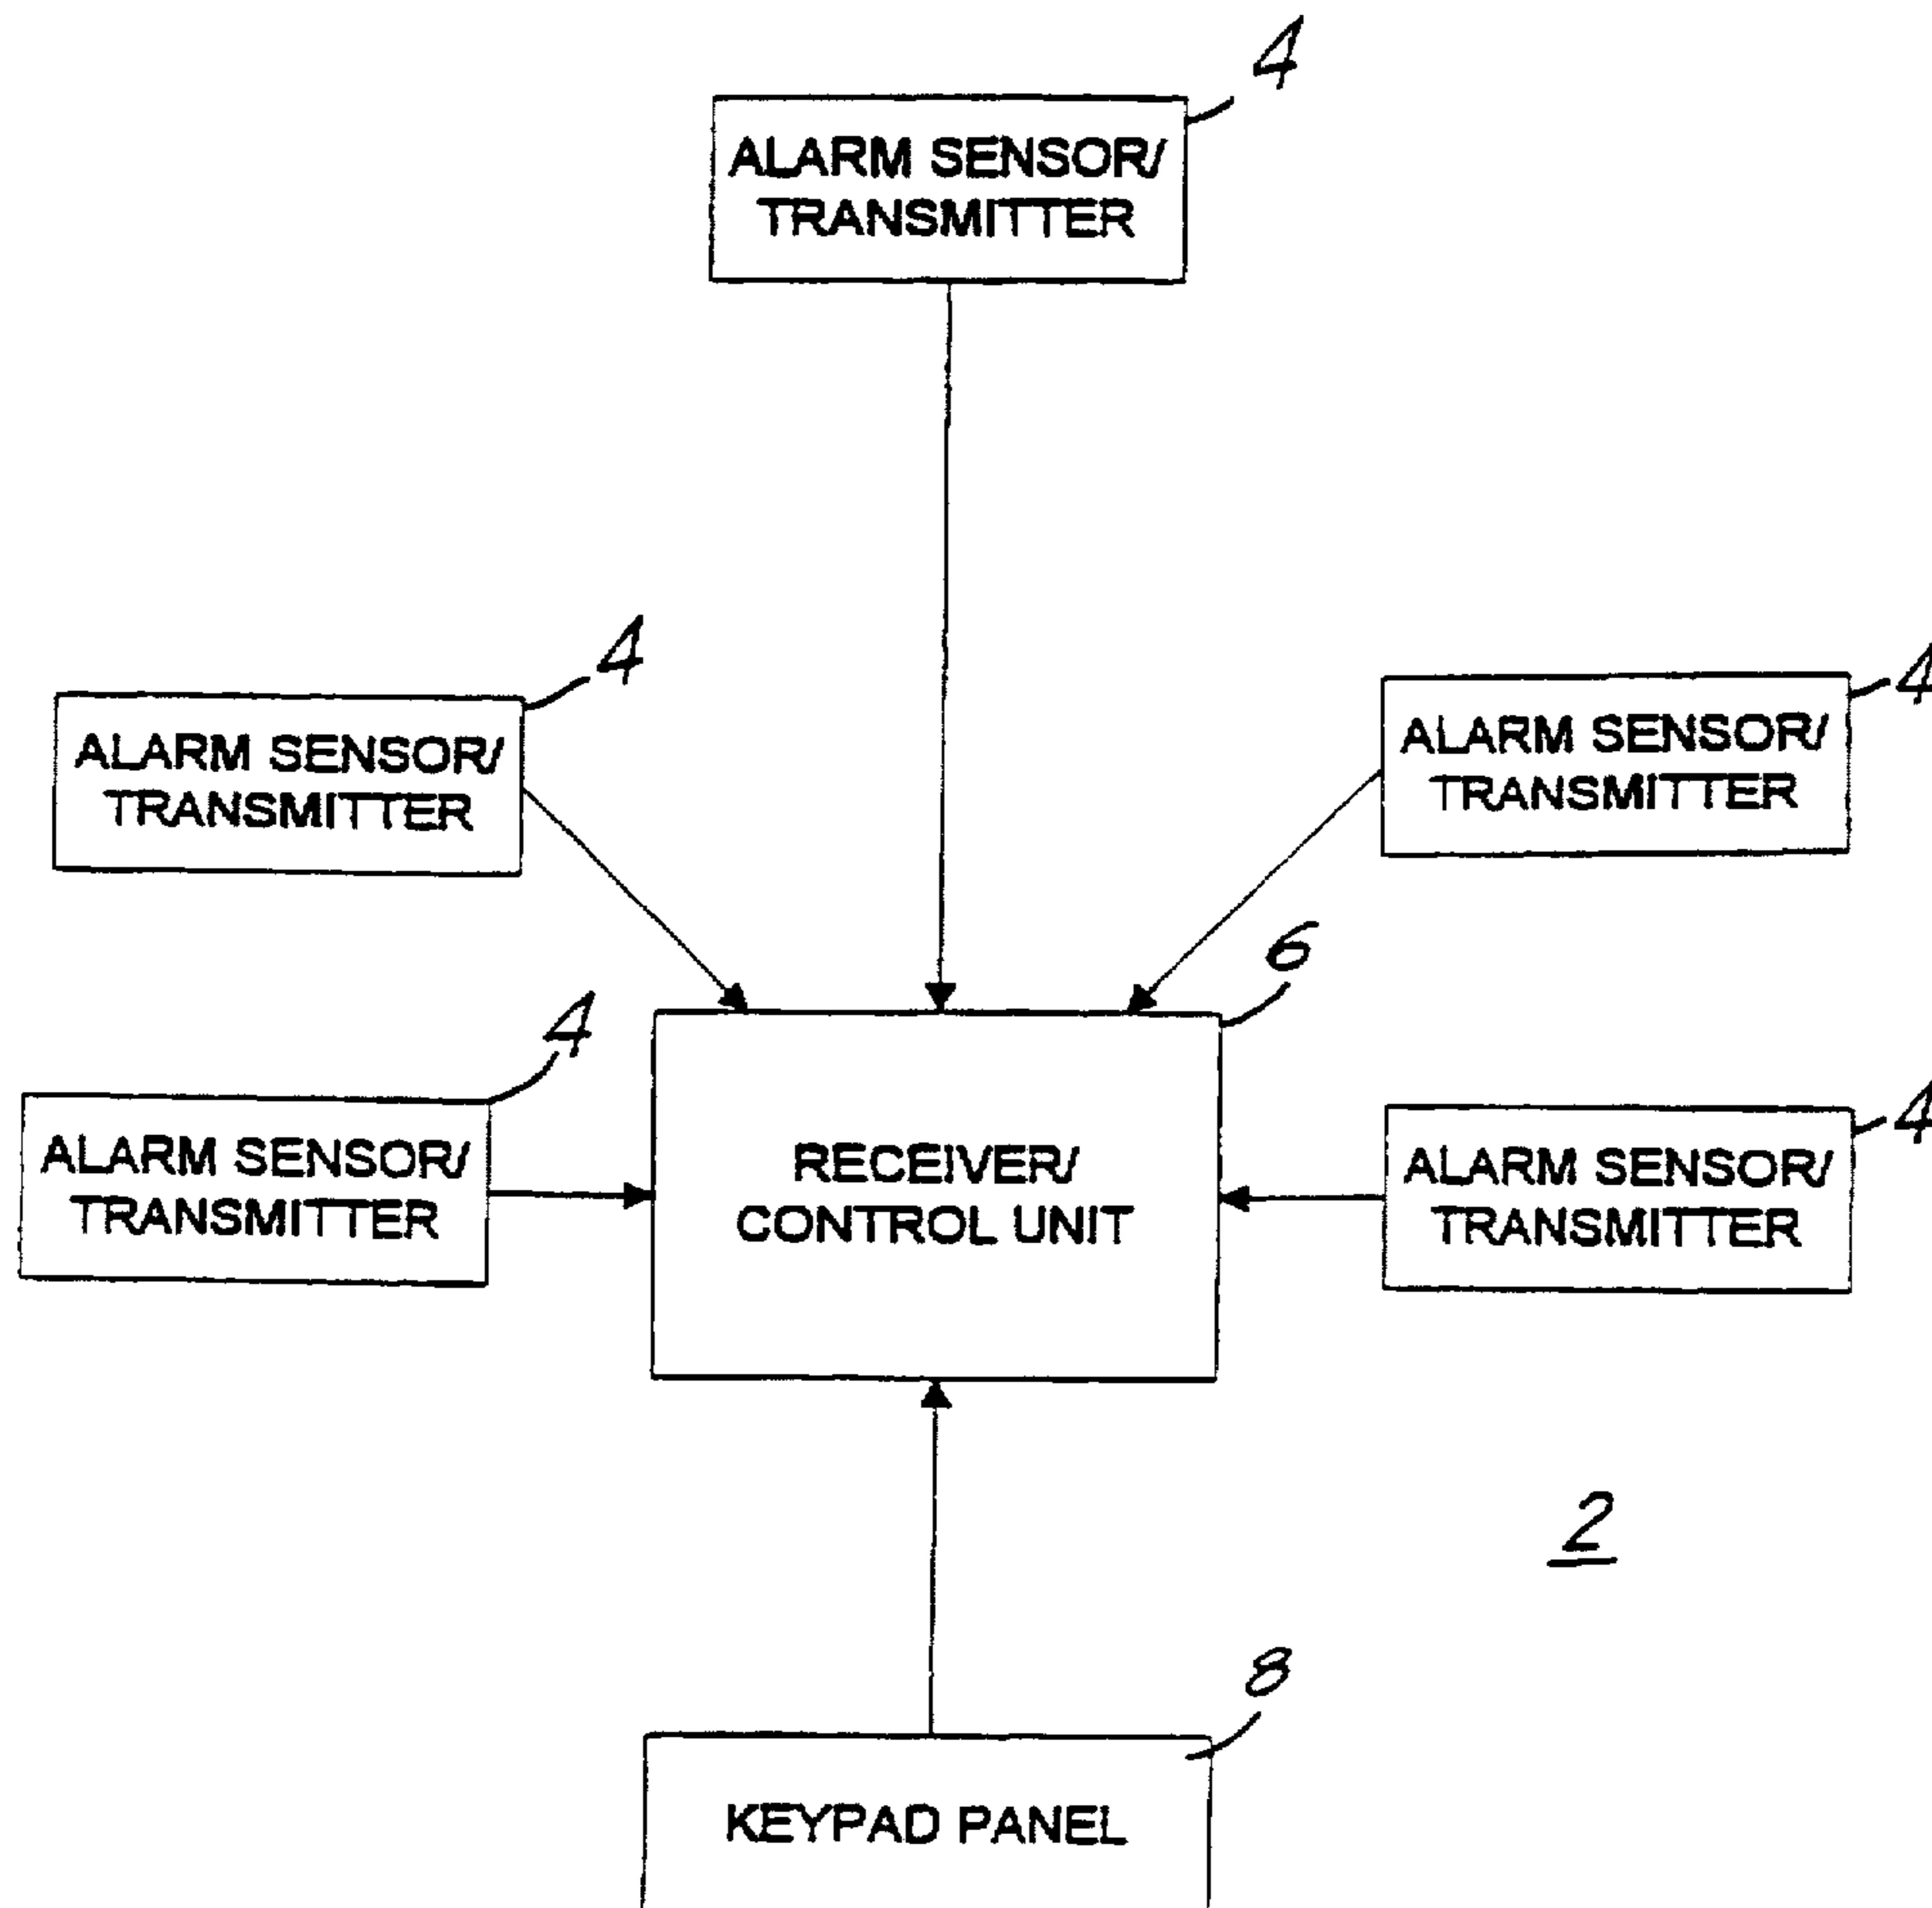 4
ALARM SENSOR/
TRANSMITTER
4
ALARM SENSOR/
TRANSMITTER
4
ALARM SENSOR/
TRANSMITTER
6
4
ALARM SENSOR/
TRANSMITTER
RECEIVER/
CONTROL UNIT
4
ALARM SENSOR/
TRANSMITTER
2
8
KEYPAD PANEL